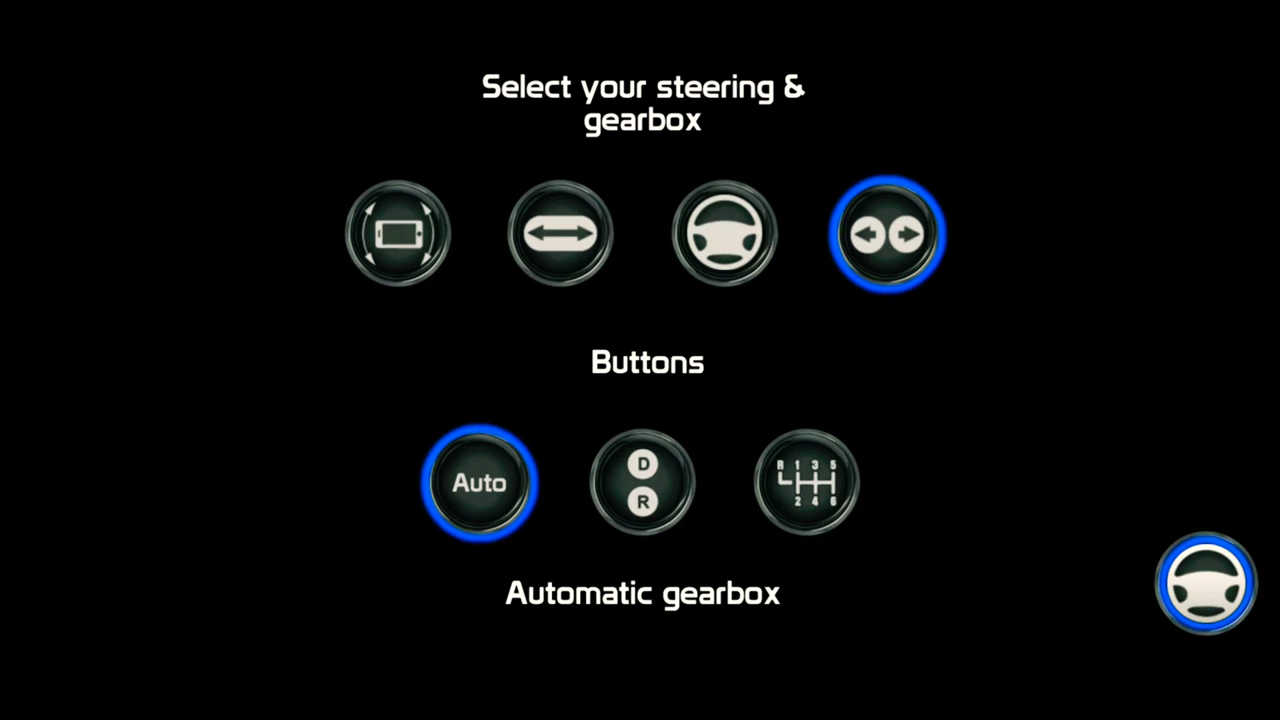 Select your steering &
gearbox
Buttons
Auto
D
R
R 1 3 5
2 4 6
Automatic gearbox